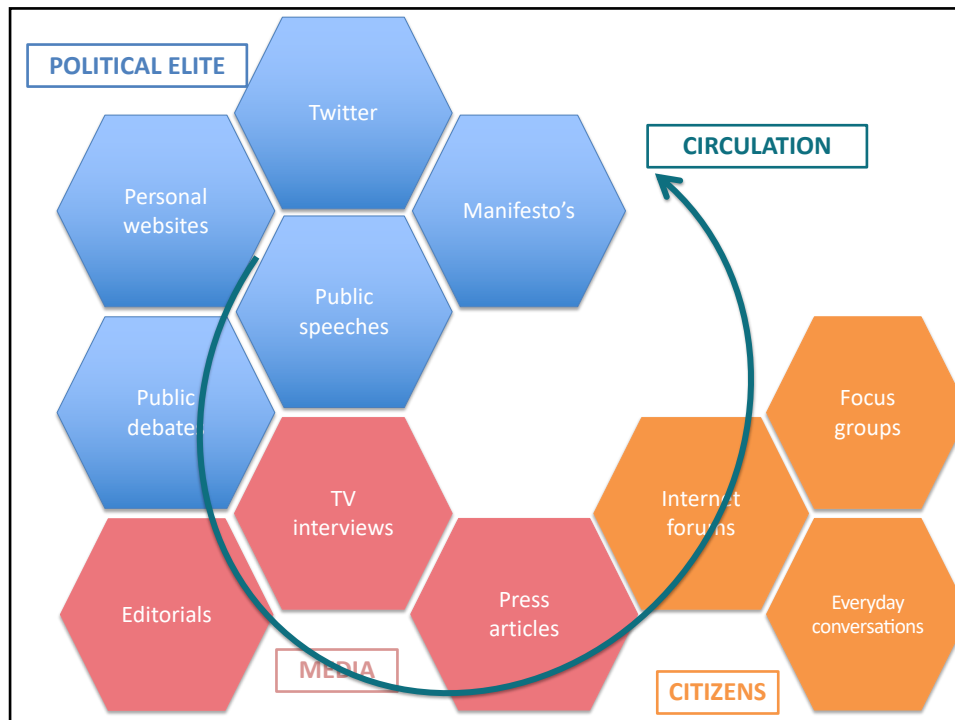 POLITICAL ELITE
Twitter
CIRCULATION
Personal
websites
Manifesto’s
Public
speeches
Public
debates
Focus
groups
TV
interviews
Internet
forums
Editorials
Press
articles
Everyday
conversations
MEDIA
CITIZENS